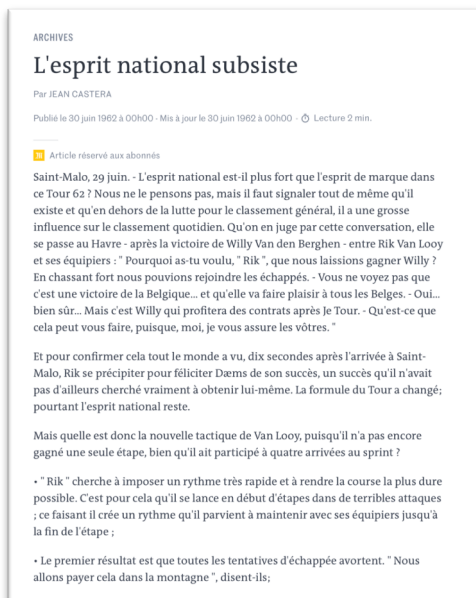 ARCHIVES
L'esprit national subsiste
Par JEAN CASTERA
Publié le 30 juin 1962 à 00h00 - Mis à jour le 30 juin 1962 à 00h00 · Lecture 2 min.
Article réservé aux abonnés
Saint-Malo, 29 juin. - L'esprit national est-il plus fort que l'esprit de marque dans
ce Tour 62 ? Nous ne le pensons pas, mais il faut signaler tout de même qu'il
existe et qu'en dehors de la lutte pour le classement général, il a une grosse
influence sur le classement quotidien. Qu'on en juge par cette conversation, elle
se passe au Havre - après la victoire de Willy Van den Berghen - entre Rik Van Looy
et ses équipiers : " Pourquoi as-tu voulu, " Rik ", que nous laissions gagner Willy ?
En chassant fort nous pouvions rejoindre les échappés. - Vous ne voyez pas que
c'est une victoire de la Belgique... et qu'elle va faire plaisir à tous les Belges. - Oui...
bien sûr... Mais c'est Willy qui profitera des contrats après Je Tour. - Qu'est-ce que
cela peut vous faire, puisque, moi, je vous assure les vôtres. "
Et pour confirmer cela tout le monde a vu, dix secondes après l'arrivée à Saint-
Malo, Rik se précipiter pour féliciter Dæms de son succès, un succès qu'il n'avait
pas d'ailleurs cherché vraiment à obtenir lui-même. La formule du Tour a changé;
pourtant l'esprit national reste.
Mais quelle est donc la nouvelle tactique de Van Looy, puisqu'il n'a pas encore
gagné une seule étape, bien qu'il ait participé à quatre arrivées au sprint ?
• " Rik " cherche à imposer un rythme très rapide et à rendre la course la plus dure
possible. C'est pour cela qu'il se lance en début d'étapes dans de terribles attaques
; ce faisant il crée un rythme qu'il parvient à maintenir avec ses équipiers jusqu'à
la fin de l'étape ;
• Le premier résultat est que toutes les tentatives d'échappée avortent. " Nous
allons payer cela dans la montagne ", disent-ils;